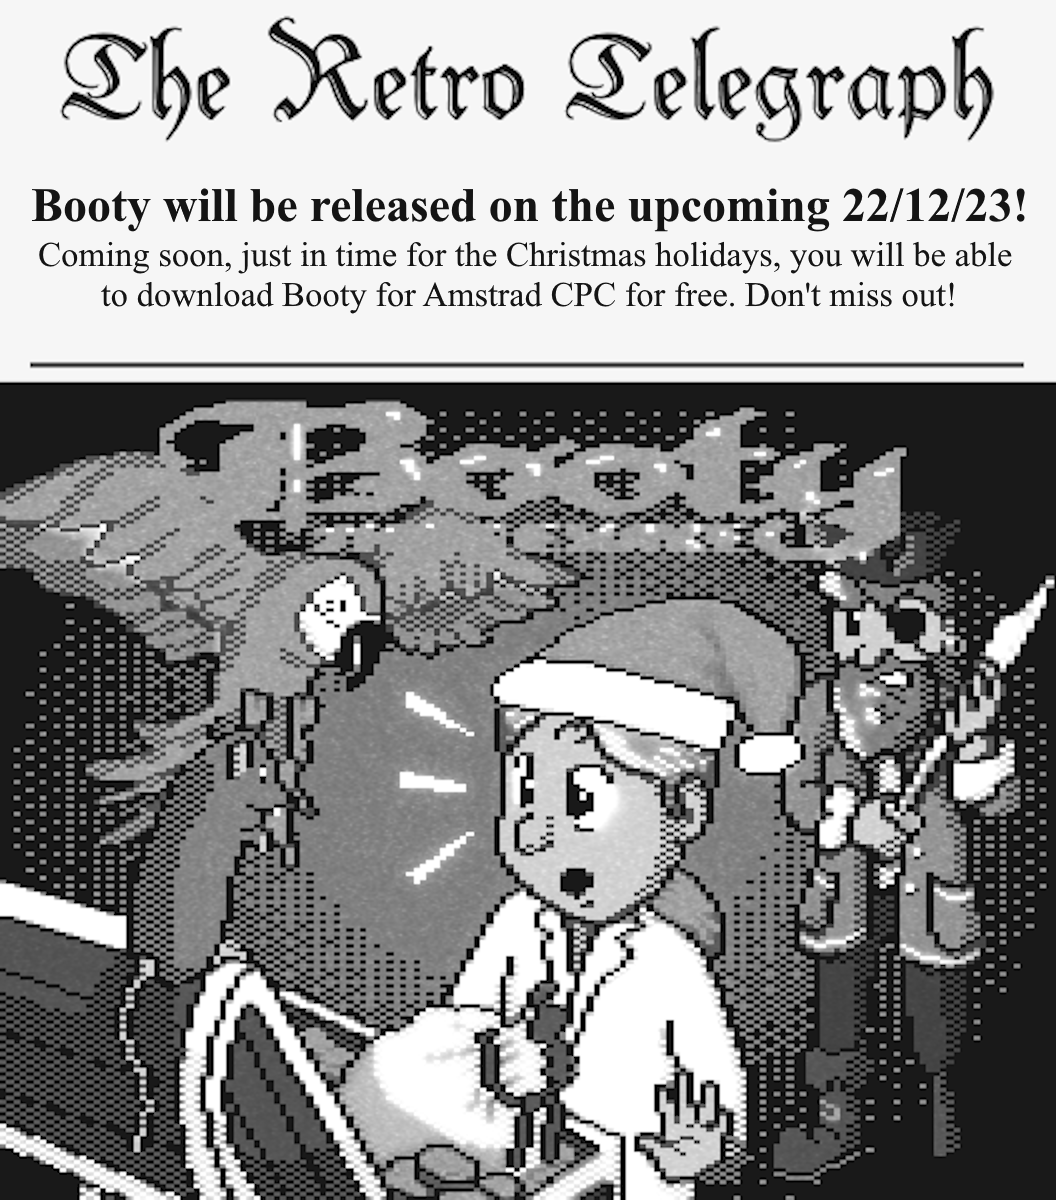 The Retro Telegraph
Booty will be released on the upcoming 22/12/23!
Coming soon, just in time for the Christmas holidays, you will be able
to download Booty for Amstrad CPC for free. Don't miss out!